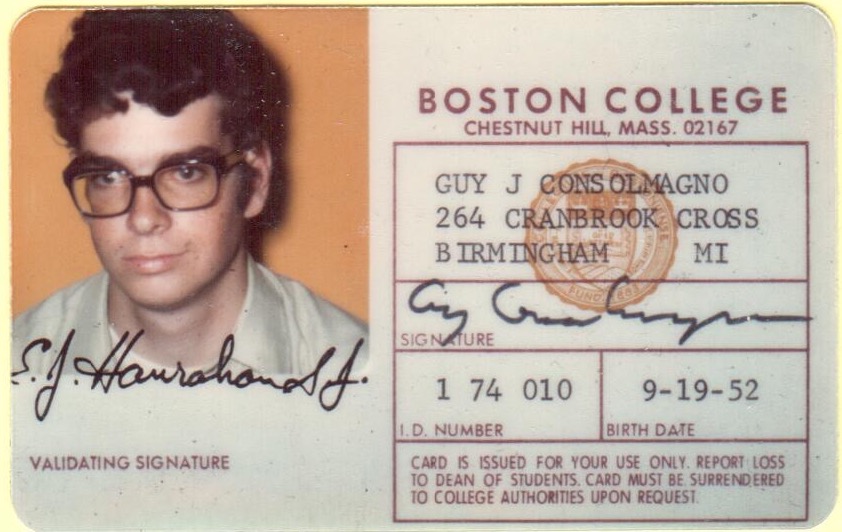 BOSTON COLLEGE
CHESTNUT HILL, MASS. 02167
GUY J CONSOLMAGNO
264 CRANBROOK CROSS
BIRMINGHAM MI
Guy Consolmagno
SIGNATURE
1 74 010
9-19-52
I.D. NUMBER
BIRTH DATE
CARD IS ISSUED FOR YOUR USE ONLY. REPORT LOSS
TO DEAN OF STUDENTS. CARD MUST BE SURRENDERED
TO COLLEGE AUTHORITIES UPON REQUEST.
E. J. Hanrahan S J.
VALIDATING SIGNATURE